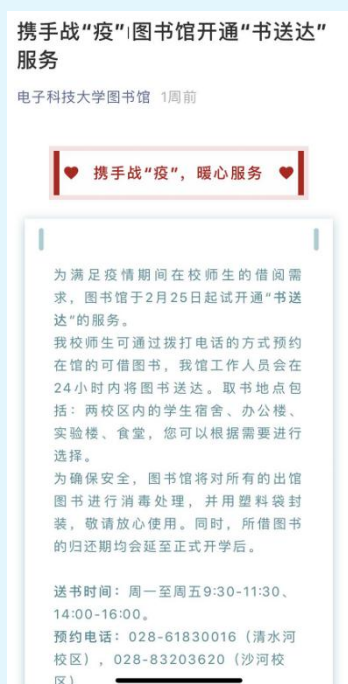 携手战“疫”|图书馆开通“书送达”
服务
电子科技大学图书馆 1周前
携手战“疫”，暖心服务
为满足疫情期间在校师生的借阅需
求，图书馆于2月25日起试开通“书送
达”的服务。
我校师生可通过拨打电话的方式预约
在馆的可借图书，我馆工作人员会在
24小时内将图书送达。取书地点包
括：两校区内的学生宿舍、办公楼、
实验楼、食堂，您可以根据需要进行
选择。
为确保安全，图书馆将对所有的出馆
图书进行消毒处理，并用塑料袋封
装，敬请放心使用。同时，所借图书
的归还期均会延至正式开学后。
送书时间：周一至周五9:30-11:30、
14:00-16:00。
预约电话：028-61830016（清水河
校区），028-83203620（沙河校
区）